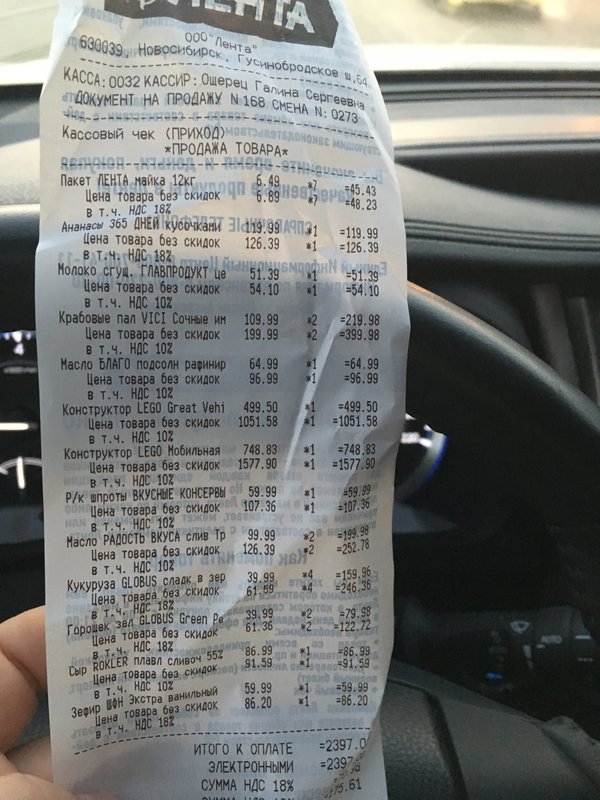 ЛЕНТА
ООО "Лента"
630039, Новосибирск, Гусинобродское ш,64
КАССА:0032 КАССИР: Ощерец Галина Сергеевна
ДОКУМЕНТ НА ПРОДАЖУ N 168 СМЕНА N: 0273
Кассовый чек (ПРИХОД)
*ПРОДАЖА ТОВАРА*
Пакет ЛЕНТА майка 12кг 6.49 *7 =45.43
Цена товара без скидок 6.89 *7 =48.23
в т.ч. НДС 18%
Ананасы 365 ДНЕЙ кусочками 119.99 *1 =119.99
Цена товара без скидок 126.39 *1 =126.39
в т.ч. НДС 18%
Молоко сгущ. ГЛАВПРОДУКТ це 51.39 *1 =51.39
Цена товара без скидок 54.10 *1 =54.10
в т.ч. НДС 10%
Крабовые пал VICI Сочные им 109.99 *2 =219.98
Цена товара без скидок 199.99 *2 =399.98
в т.ч. НДС 10%
Масло БЛАГО подсолн рафинир 64.99 *1 =64.99
Цена товара без скидок 96.99 *1 =96.99
в т.ч. НДС 10%
Конструктор LEGO Great Vehi 499.50 *1 =499.50
Цена товара без скидок 1051.58 *1 =1051.58
в т.ч. НДС 10%
Конструктор LEGO Мобильная 748.83 *1 =748.83
Цена товара без скидок 1577.90 *1 =1577.90
в т.ч. НДС 10%
Р/к шпроты ВКУСНЫЕ КОНСЕРВЫ 59.99 *1 =59.99
Цена товара без скидок 107.36 *1 =107.36
в т.ч. НДС 10%
Масло РАДОСТЬ ВКУСА слив Тр 99.99 *2 =199.98
Цена товара без скидок 126.39 *2 =252.78
в т.ч. НДС 10%
Кукуруза GLOBUS сладк в зер 39.99 *4 =159.96
Цена товара без скидок 61.59 *4 =246.36
в т.ч. НДС 18%
Горошек зел GLOBUS Green Pe 39.99 *2 =79.98
Цена товара без скидок 61.36 *2 =122.72
в т.ч. НДС 18%
Сыр ROKLER плавл сливоч 55% 86.99 *1 =86.99
Цена товара без скидок 91.59 *1 =91.59
в т.ч. НДС 10%
Зефир ШФН Экстра ванильный 59.99 *1 =59.99
Цена товара без скидок 86.20 *1 =86.20
в т.ч. НДС 18%
ИТОГО К ОПЛАТЕ =2397.0
ЭЛЕКТРОННЫМИ =2397
СУММА НДС 18%